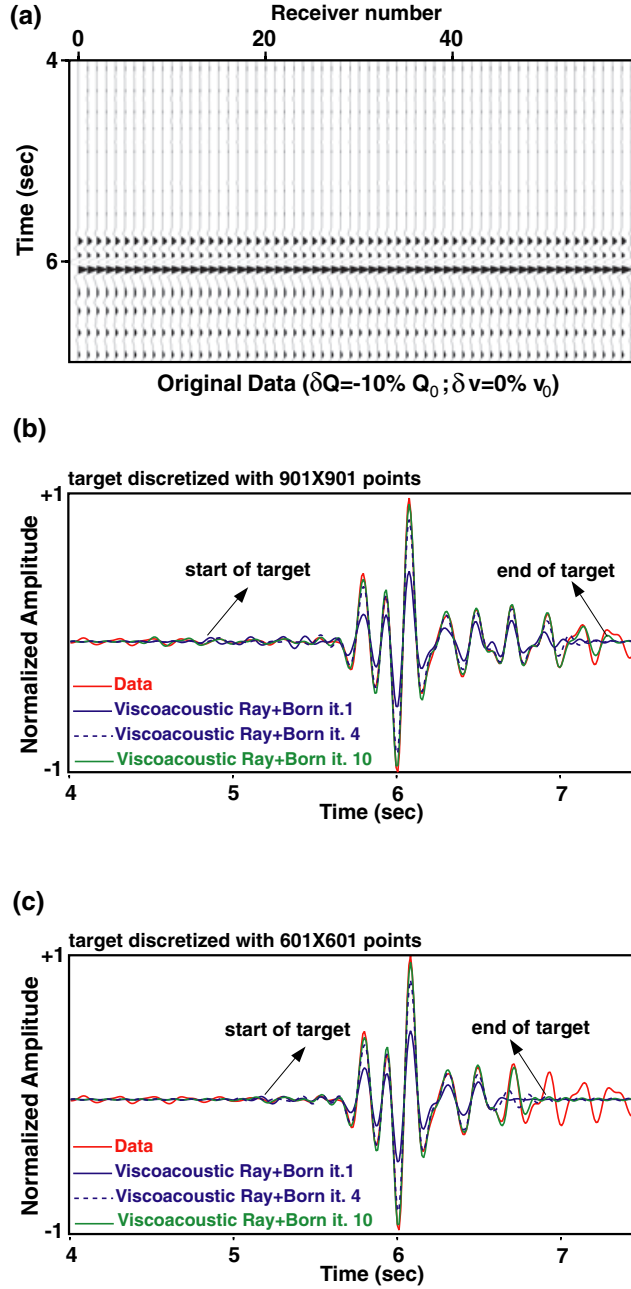 (a)
Receiver number
0 20 40
4
6
Time (sec)
Original Data (δQ=-10% Q₀; δv=0% v₀)
(b)
target discretized with 901X901 points
+1
-1
Normalized Amplitude
start of target
end of target
Data
Viscoacoustic Ray+Born it.1
Viscoacoustic Ray+Born it. 4
Viscoacoustic Ray+Born it. 10
4 5 6 7
Time (sec)
(c)
target discretized with 601X601 points
+1
-1
Normalized Amplitude
start of target
end of target
Data
Viscoacoustic Ray+Born it.1
Viscoacoustic Ray+Born it. 4
Viscoacoustic Ray+Born it. 10
4 5 6 7
Time (sec)